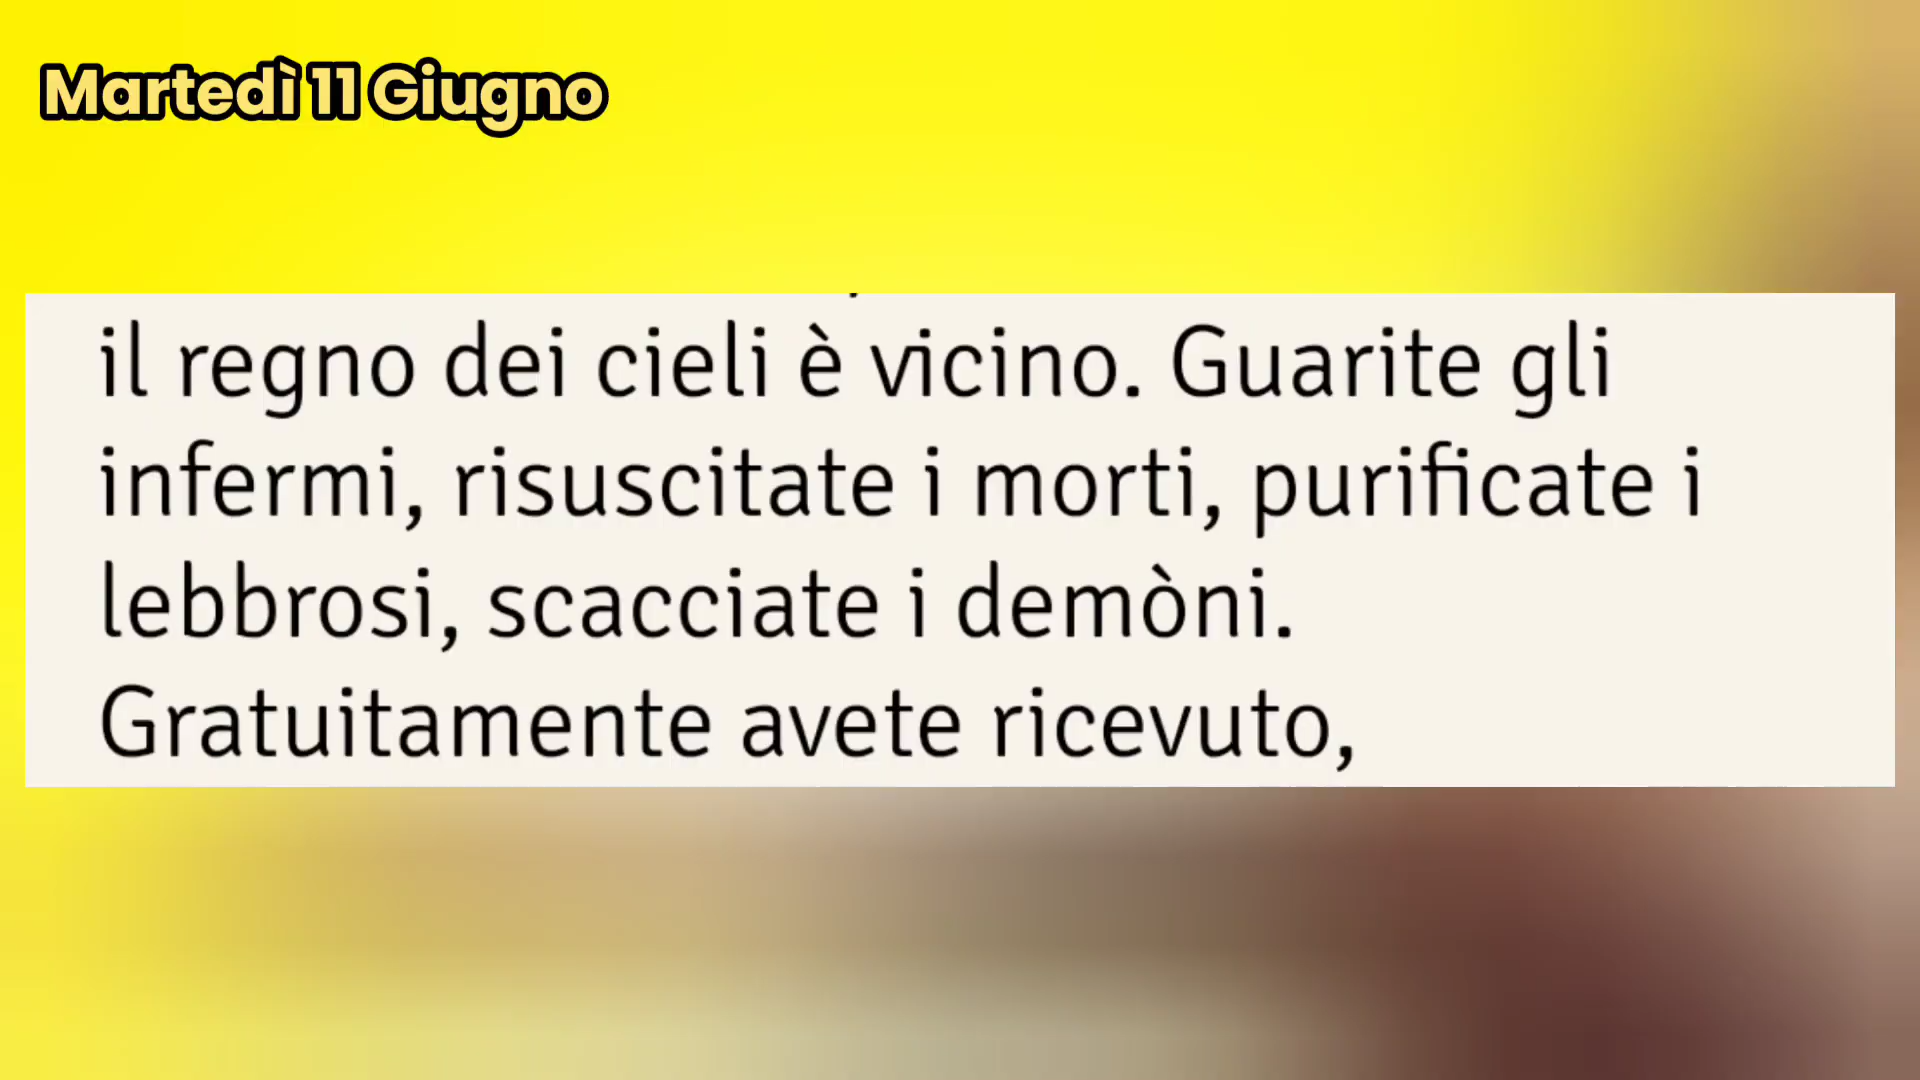 Martedì 11 Giugno
il regno dei cieli è vicino. Guarite gli
infermi, risuscitate i morti, purificate i
lebbrosi, scacciate i demòni.
Gratuitamente avete ricevuto,